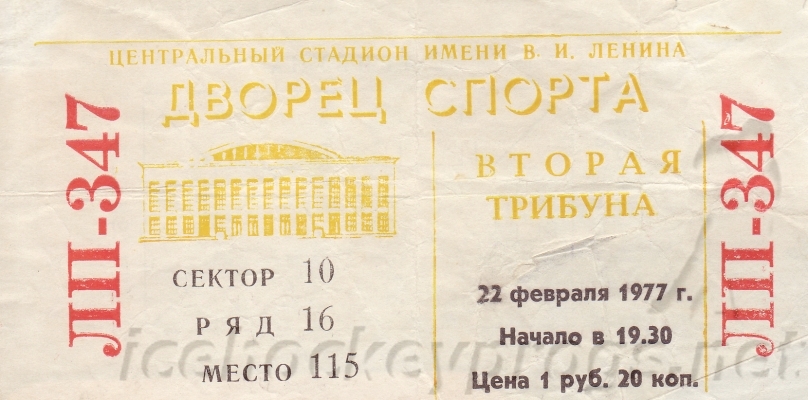 ЦЕНТРАЛЬНЫЙ СТАДИОН ИМЕНИ В. И. ЛЕНИНА
ДВОРЕЦ СПОРТА
ЛП-347
ВТОРАЯ
ТРИБУНА
СЕКТОР 10
РЯД 16
МЕСТО 115
22 февраля 1977 г.
Начало в 19.30
Цена 1 руб. 20 коп.
ЛП-347
icehockeyprogs.net